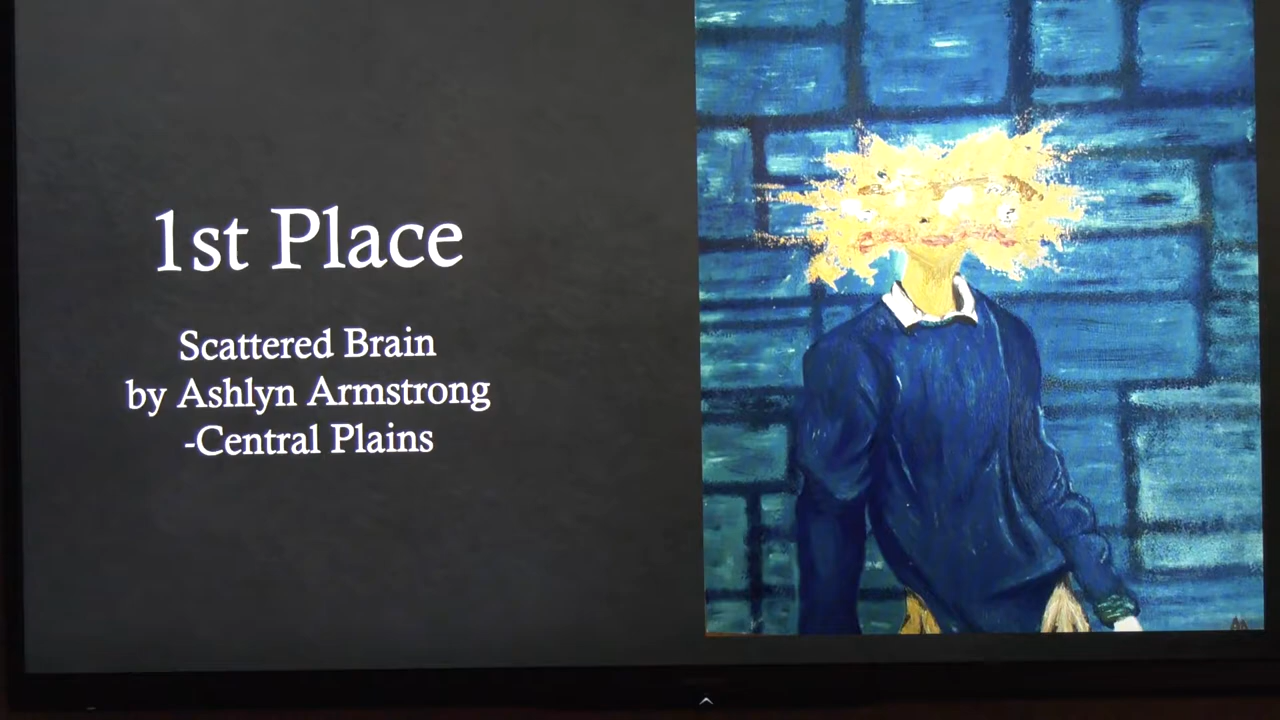 1st Place
Scattered Brain
by Ashlyn Armstrong
-Central Plains